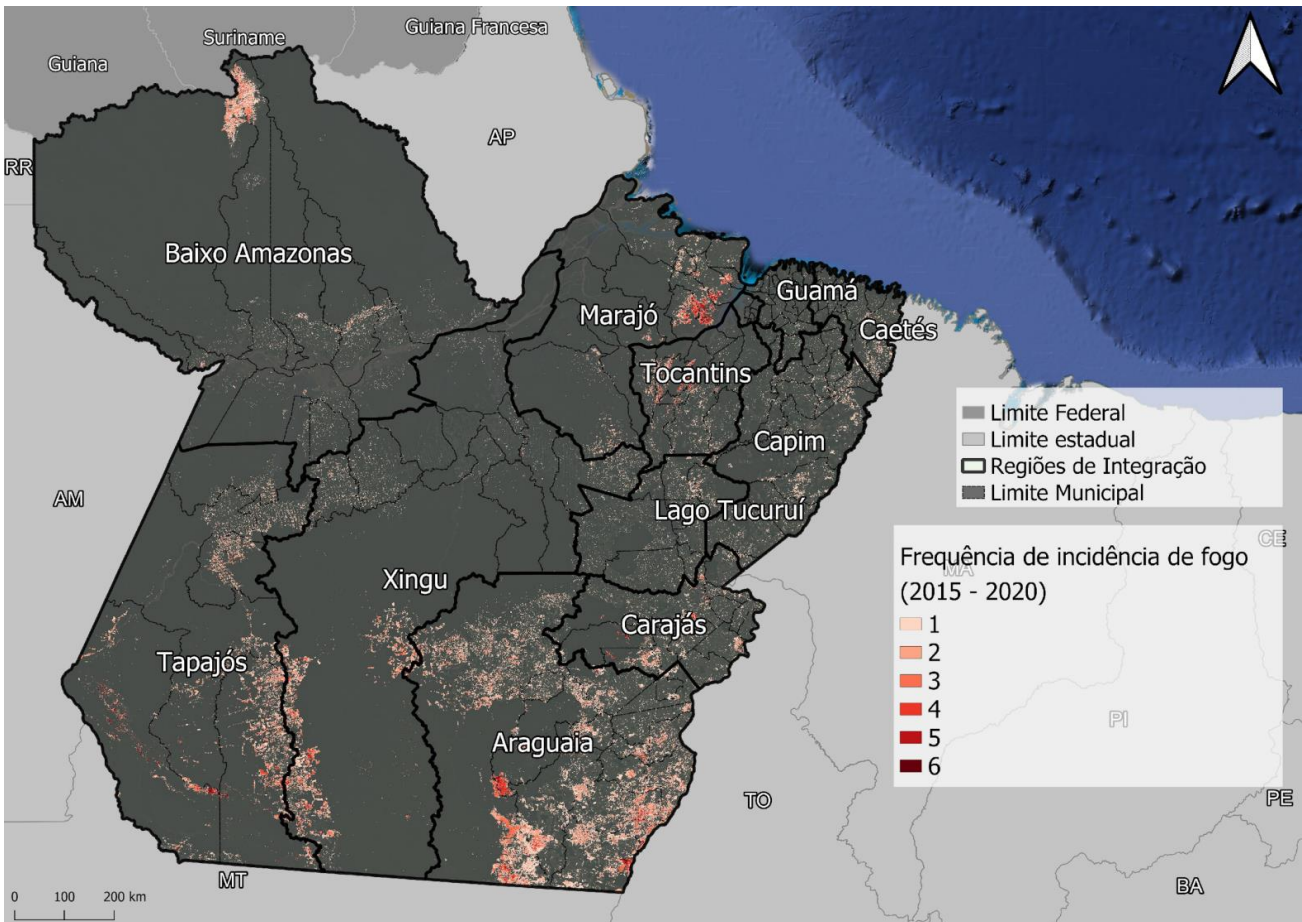 Guiana Francesa
Suriname
Guiana
AP
RR
Baixo Amazonas
Guamá
Marajó
Caetés
Tocantins
Limite Federal
Limite estadual
Regiões de Integração
Limite Municipal
Capim
AM
Lago Tucuruí
CE
Frequência de incidência de fogo
MA
(2015 - 2020)
Xingu
1
Carajás
2
Tapajós
3
4
PI
5
Araguaia
6
TO
PE
MT
BA
0 100 200 km